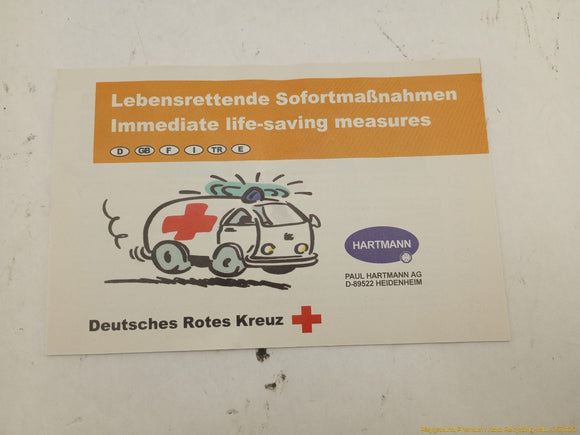 Lebensrettende Sofortmaßnahmen
Immediate life-saving measures
D GB F I TR E
HARTMANN
PAUL HARTMANN AG
D-89522 HEIDENHEIM
Deutsches Rotes Kreuz